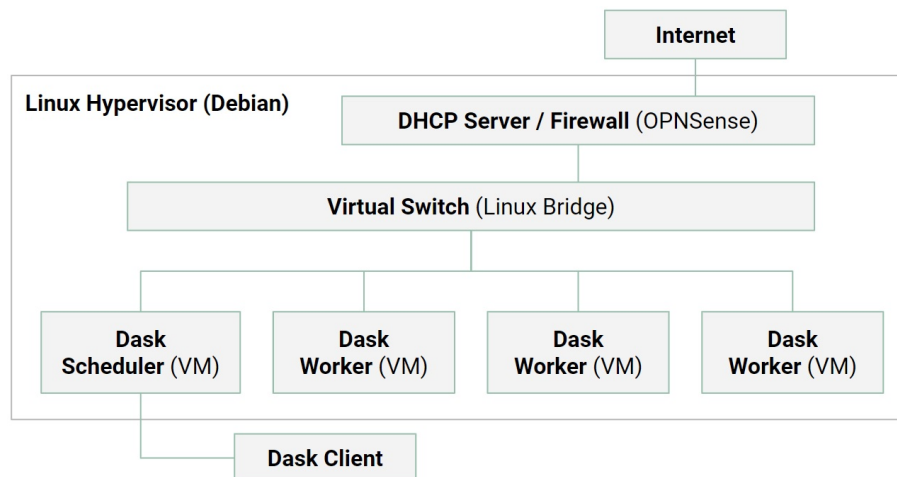 Internet
Linux Hypervisor (Debian)
DHCP Server / Firewall (OPNSense)
Virtual Switch (Linux Bridge)
Dask
Scheduler (VM)
Dask
Worker (VM)
Dask
Worker (VM)
Dask
Worker (VM)
Dask Client